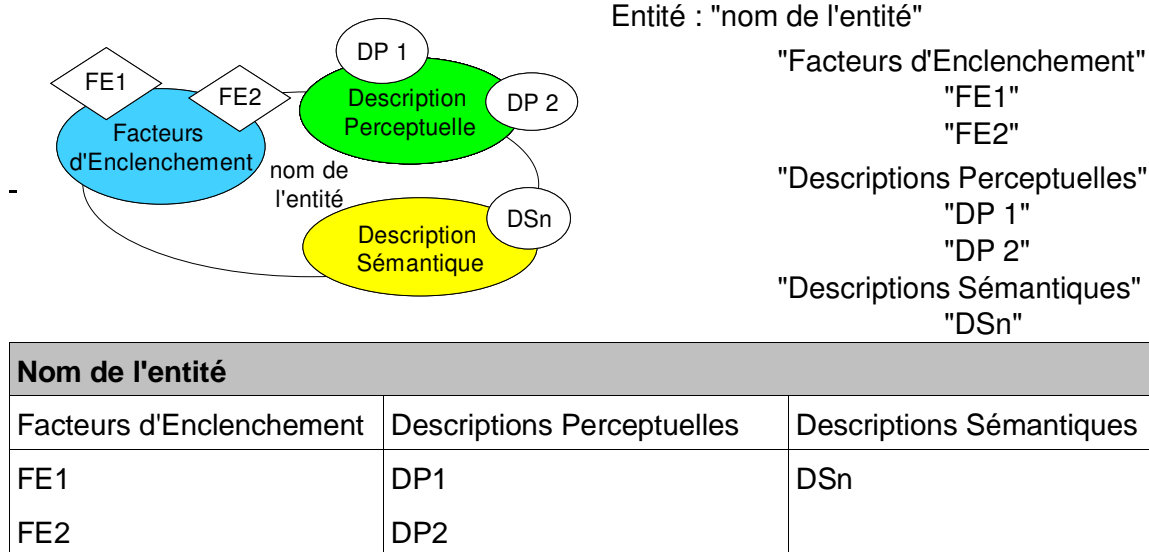 DP 1
FE1
FE2
Description
Perceptuelle
DP 2
Facteurs
d'Enclenchement
nom de
l'entité
DSn
Description
Sémantique
Entité : "nom de l'entité"
"Facteurs d'Enclenchement"
"FE1"
"FE2"
"Descriptions Perceptuelles"
"DP 1"
"DP 2"
"Descriptions Sémantiques"
"DSn"
-
Nom de l'entité
Facteurs d'Enclenchement Descriptions Perceptuelles Descriptions Sémantiques
FE1 DP1 DSn
FE2 DP2